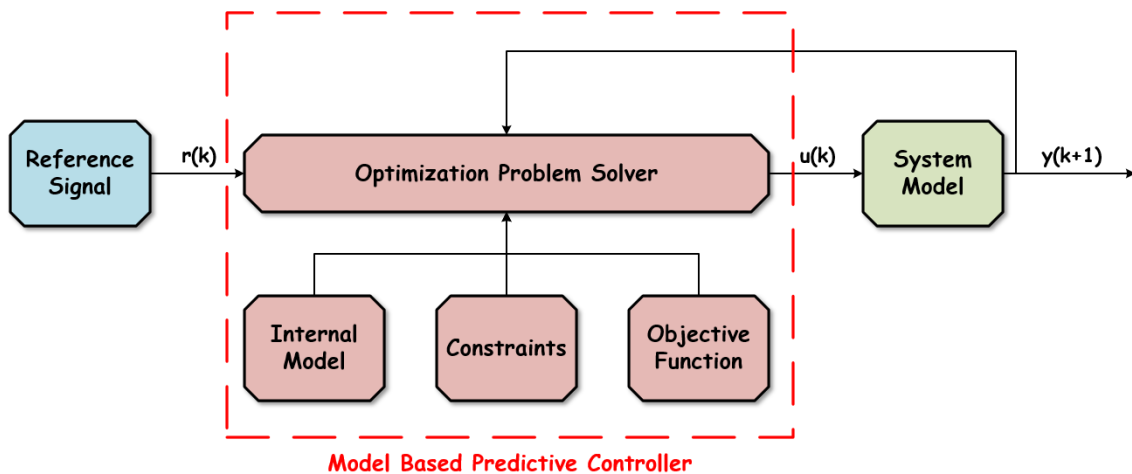 Reference
Signal
r(k)
Optimization Problem Solver
u(k)
System
Model
y(k+1)
Internal
Model
Constraints
Objective
Function
Model Based Predictive Controller